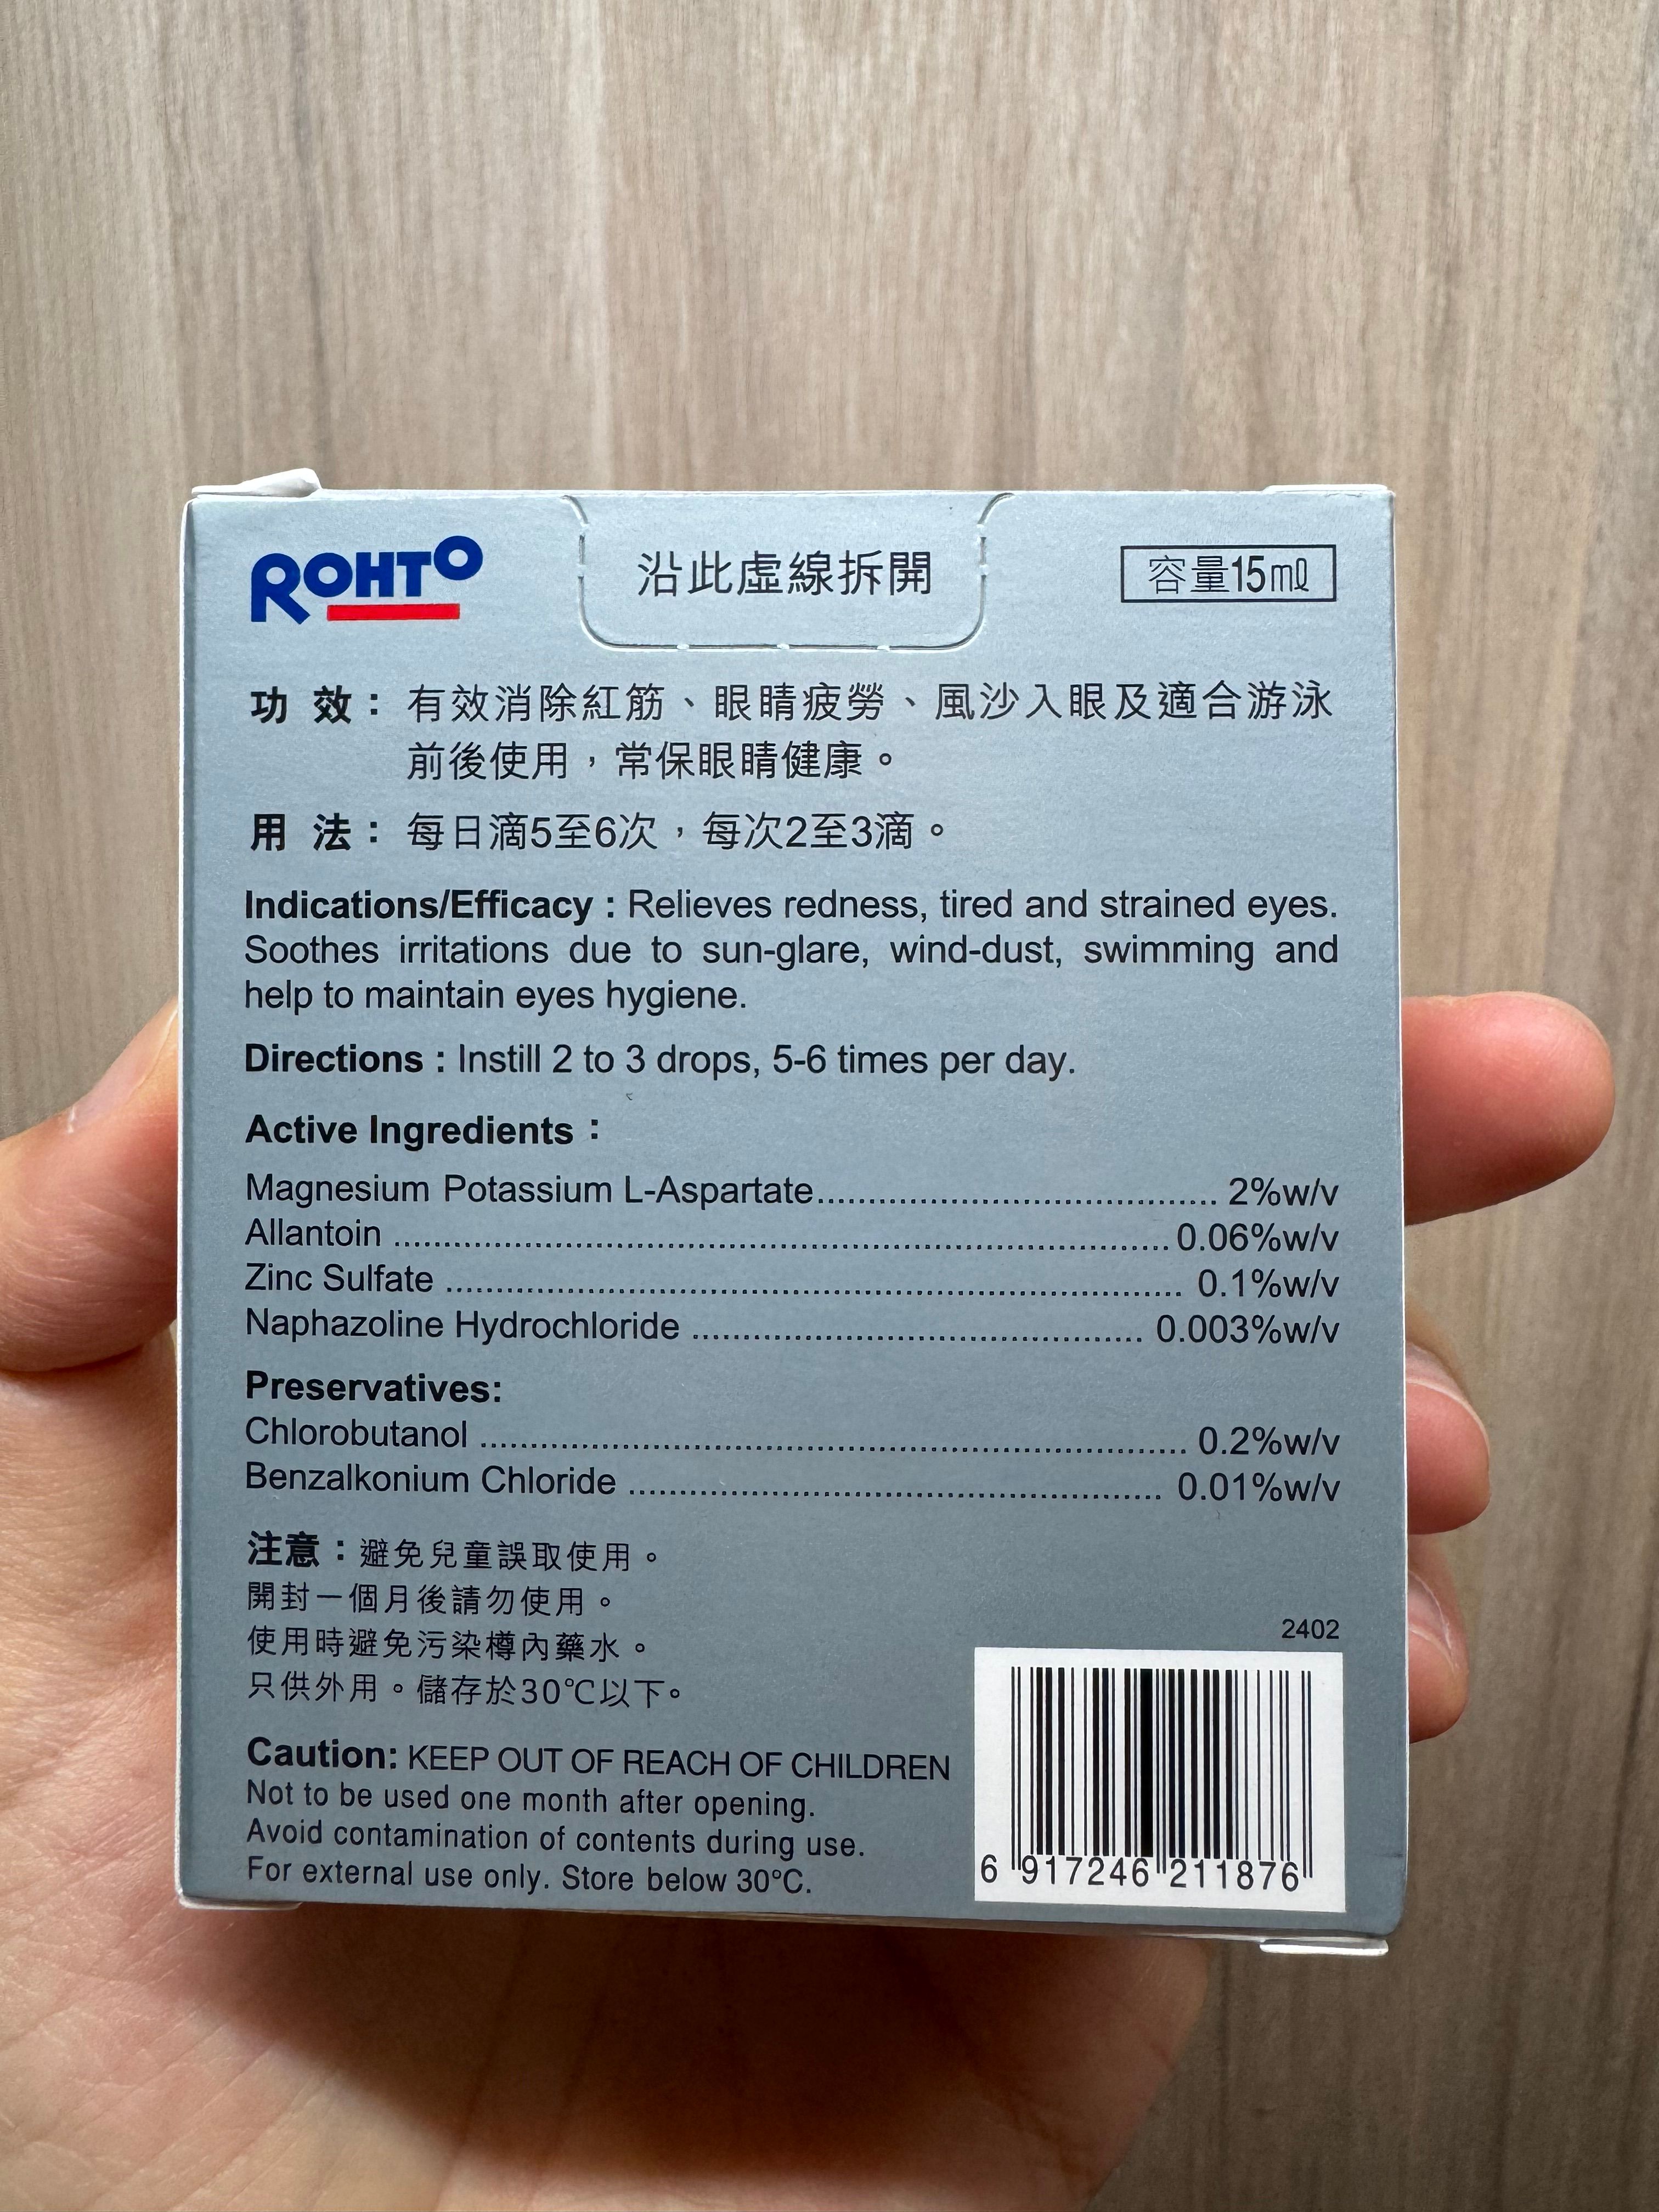 ROHTO
沿此虛線拆開
容量15ml
功 效：有效消除紅筋、眼睛疲勞、風沙入眼及適合游泳
前後使用，常保眼睛健康。
用 法：每日滴5至6次，每次2至3滴。
Indications/Efficacy : Relieves redness, tired and strained eyes.
Soothes irritations due to sun-glare, wind-dust, swimming and
help to maintain eyes hygiene.
Directions : Instill 2 to 3 drops, 5-6 times per day.
Active Ingredients：
Magnesium Potassium L-Aspartate........................................ 2%w/v
Allantoin .............................................................................. 0.06%w/v
Zinc Sulfate .......................................................................... 0.1%w/v
Naphazoline Hydrochloride ............................................. 0.003%w/v
Preservatives:
Chlorobutanol ...................................................................... 0.2%w/v
Benzalkonium Chloride ..................................................... 0.01%w/v
注意：避免兒童誤取使用。
開封一個月後請勿使用。
使用時避免污染樽內藥水。
只供外用。儲存於30℃以下。
2402
Caution: KEEP OUT OF REACH OF CHILDREN
Not to be used one month after opening.
Avoid contamination of contents during use.
For external use only. Store below 30°C.
6 917246 211876